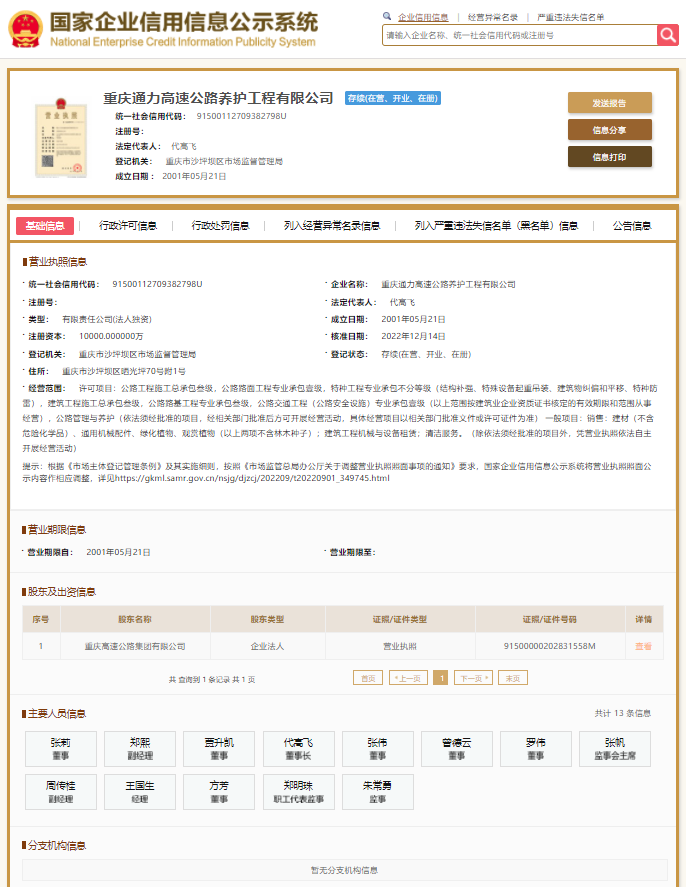 国家企业信用信息公示系统
National Enterprise Credit Information Publicity System
企业信用信息 | 经营异常名录 | 严重违法失信名单
请输入企业名称、统一社会信用代码或注册号
重庆通力高速公路养护工程有限公司 存续(在营、开业、在册)
统一社会信用代码： 91500112709382798U
注册号：
法定代表人： 代高飞
登记机关： 重庆市沙坪坝区市场监督管理局
成立日期： 2001年05月21日
营业执照
发送报告
信息分享
信息打印
基础信息 | 行政许可信息 | 行政处罚信息 | 列入经营异常名录信息 | 列入严重违法失信名单（黑名单）信息 | 公告信息
营业执照信息
· 统一社会信用代码： 91500112709382798U
· 企业名称： 重庆通力高速公路养护工程有限公司
· 注册号：
· 法定代表人： 代高飞
· 类型： 有限责任公司(法人独资)
· 成立日期： 2001年05月21日
· 注册资本： 10000.000000万
· 核准日期： 2022年12月14日
· 登记机关： 重庆市沙坪坝区市场监督管理局
· 登记状态： 存续(在营、开业、在册)
· 住所： 重庆市沙坪坝区晒光坪70号附1号
· 经营范围： 许可项目：公路工程施工总承包叁级，公路路面工程专业承包壹级，特种工程专业承包不分等级（结构补强、特殊设备起重吊装、建筑物纠偏和平移、特种防
雷），建筑工程施工总承包叁级，公路路基工程专业承包叁级，公路交通工程（公路安全设施）专业承包壹级（以上范围按建筑业企业资质证书核定的有效期限和范围从事
经营），公路管理与养护（依法须经批准的项目，经相关部门批准后方可开展经营活动，具体经营项目以相关部门批准文件或许可证件为准） 一般项目：销售：建材（不含
危险化学品），通用机械配件、绿化植物、观赏植物（以上两项不含林木种子）；建筑工程机械与设备租赁；清洁服务。（除依法须经批准的项目外，凭营业执照依法自主
开展经营活动）
提示：根据《市场主体登记管理条例》及其实施细则，按照《市场监管总局办公厅关于调整营业执照照面事项的通知》要求，国家企业信用信息公示系统将营业执照照面公
示内容作相应调整，详见https://gkml.samr.gov.cn/nsjg/djzcj/202209/t20220901_349745.html
营业期限信息
· 营业期限自： 2001年05月21日
· 营业期限至：
股东及出资信息
序号 股东名称 股东类型 证照/证件类型 证照/证件号码 详情
1 重庆高速公路集团有限公司 企业法人 营业执照 91500000202831558M 查看
共 查询到 1 条记录 共 1 页
首页 上一页 1 下一页 末页
主要人员信息
共计 13 条信息
张莉 郑熙 贾升凯 代高飞 张伟 曾德云 罗伟 张帆
董事 副经理 董事 董事长 董事 董事 董事 监事会主席
周传桂 王国生 方芳 郑明珠 朱常勇
副经理 经理 董事 职工代表监事 监事
分支机构信息
暂无分支机构信息